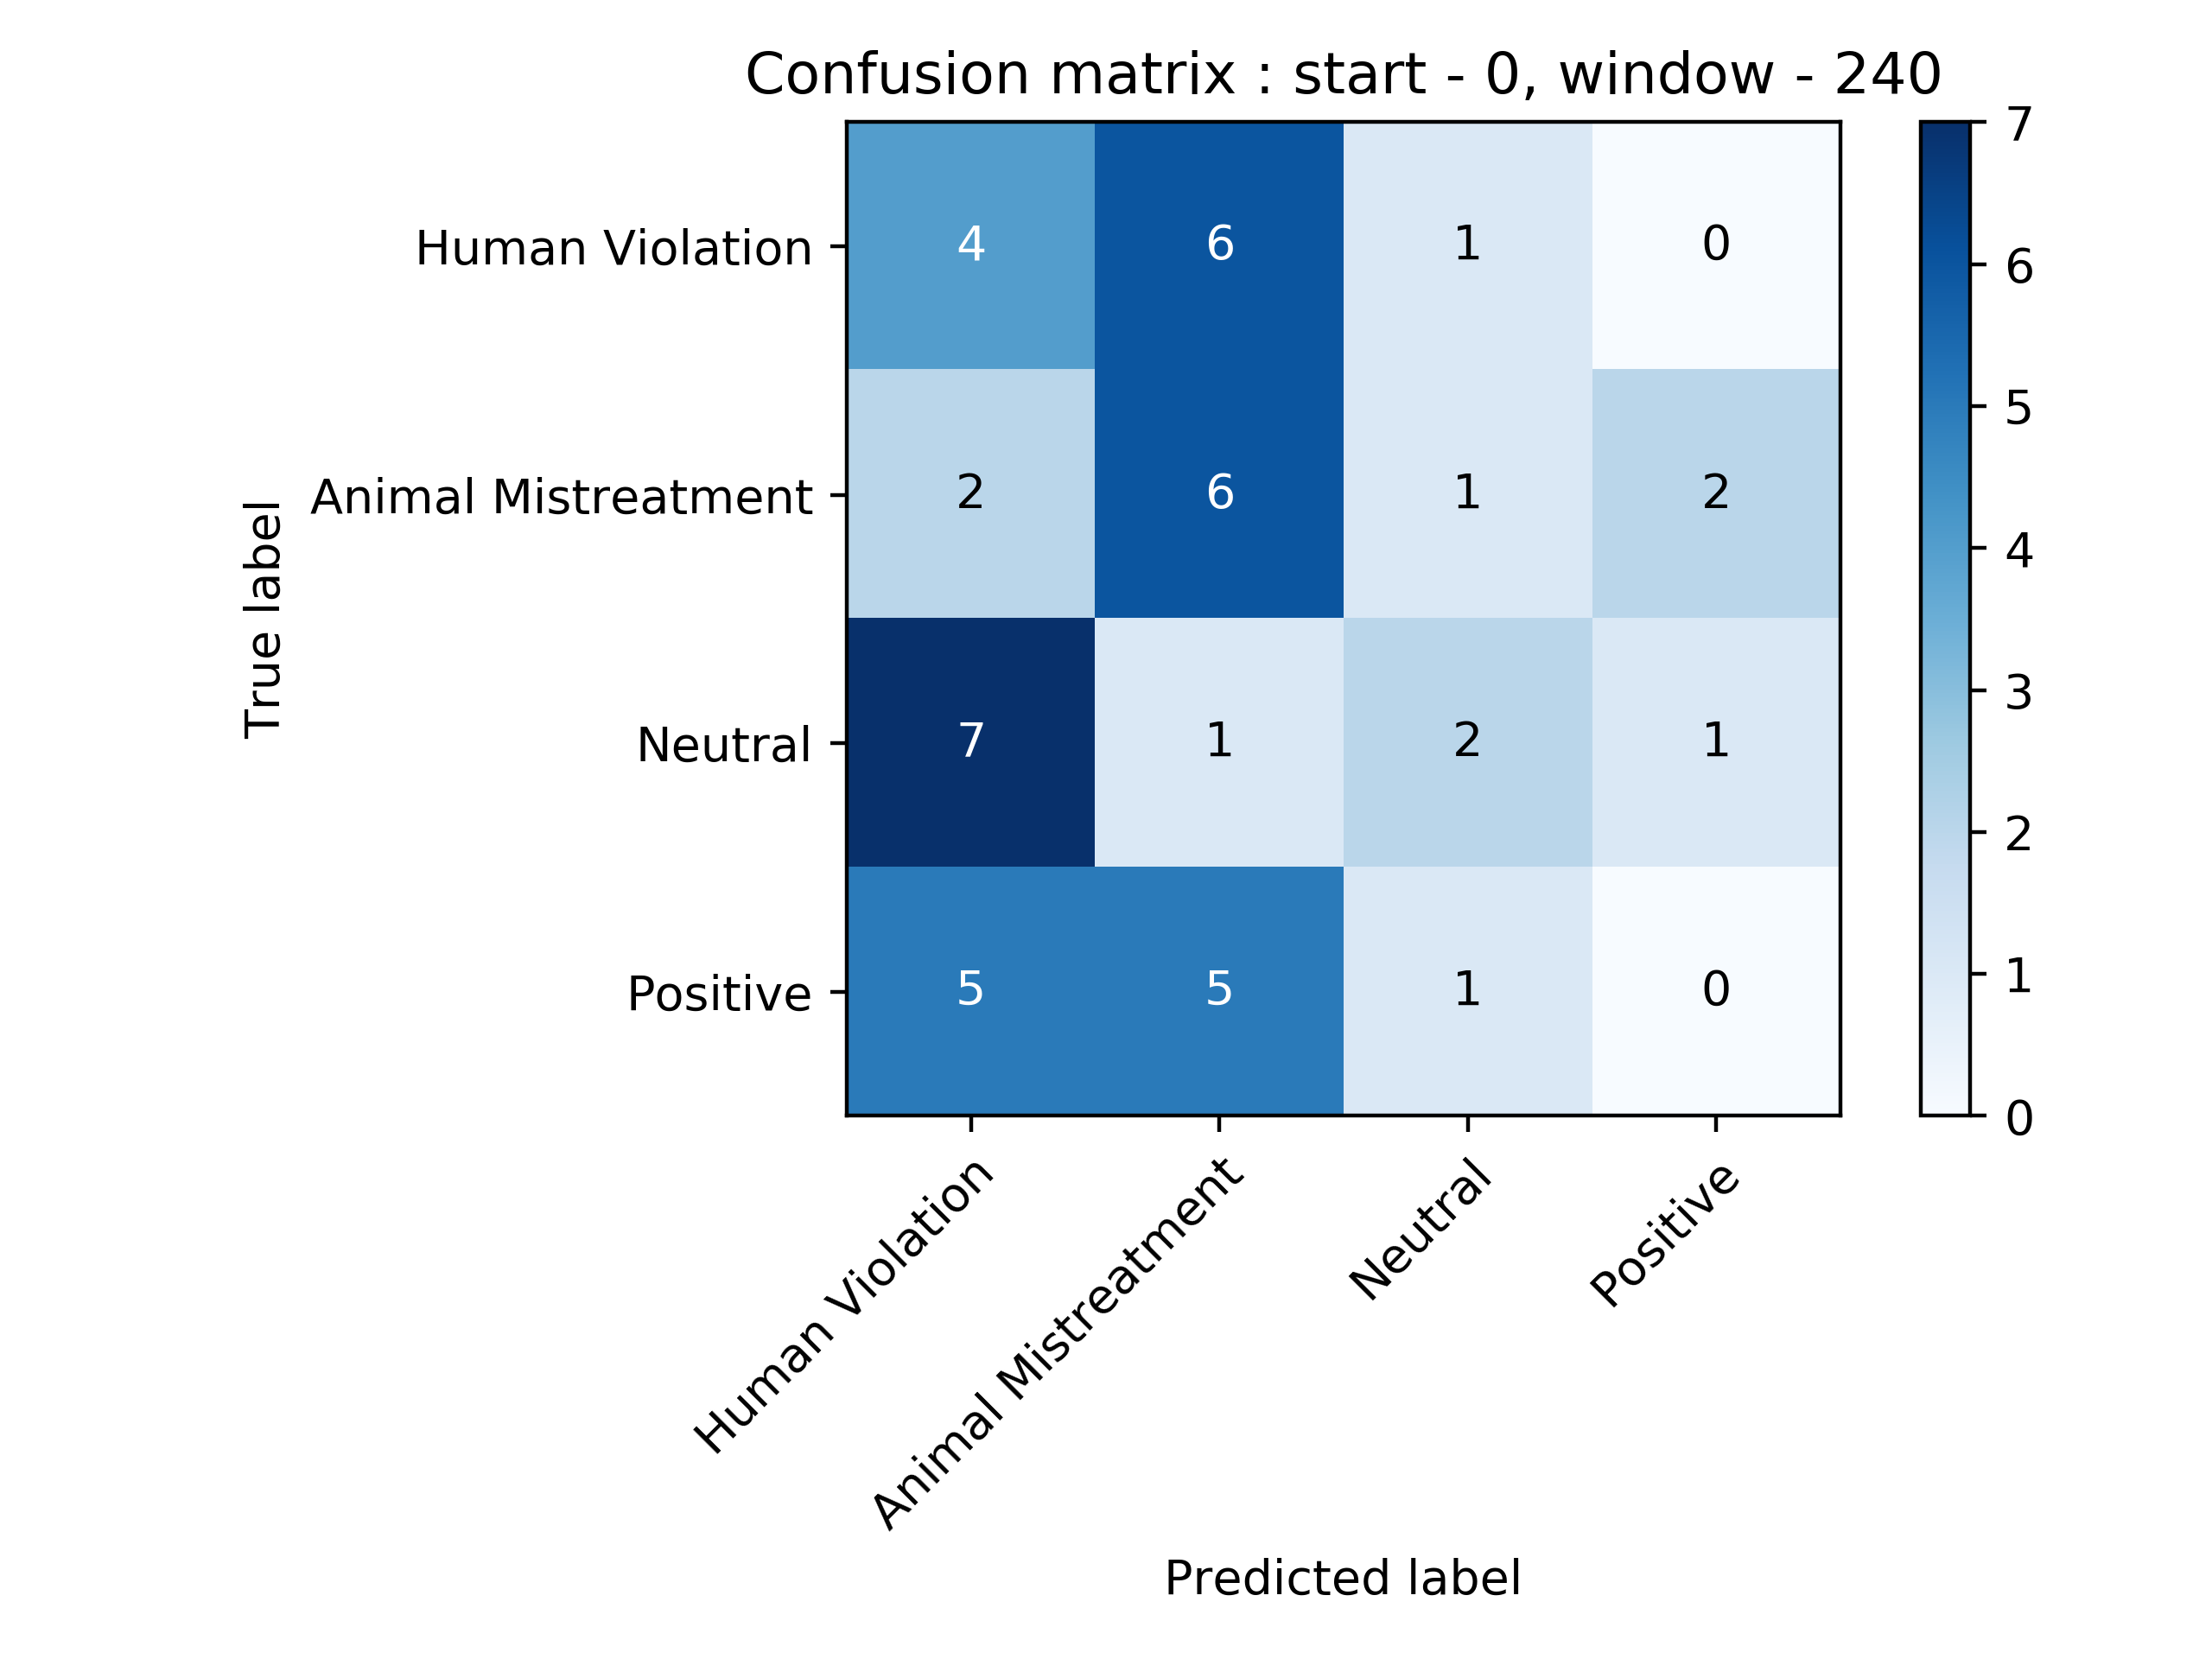 Confusion matrix : start - 0, window - 240
True label
Human Violation
4 6 1 0
Animal Mistreatment
2 6 1 2
Neutral
7 1 2 1
Positive
5 5 1 0
Human Violation
Animal Mistreatment
Neutral
Positive
Predicted label
7
6
5
4
3
2
1
0